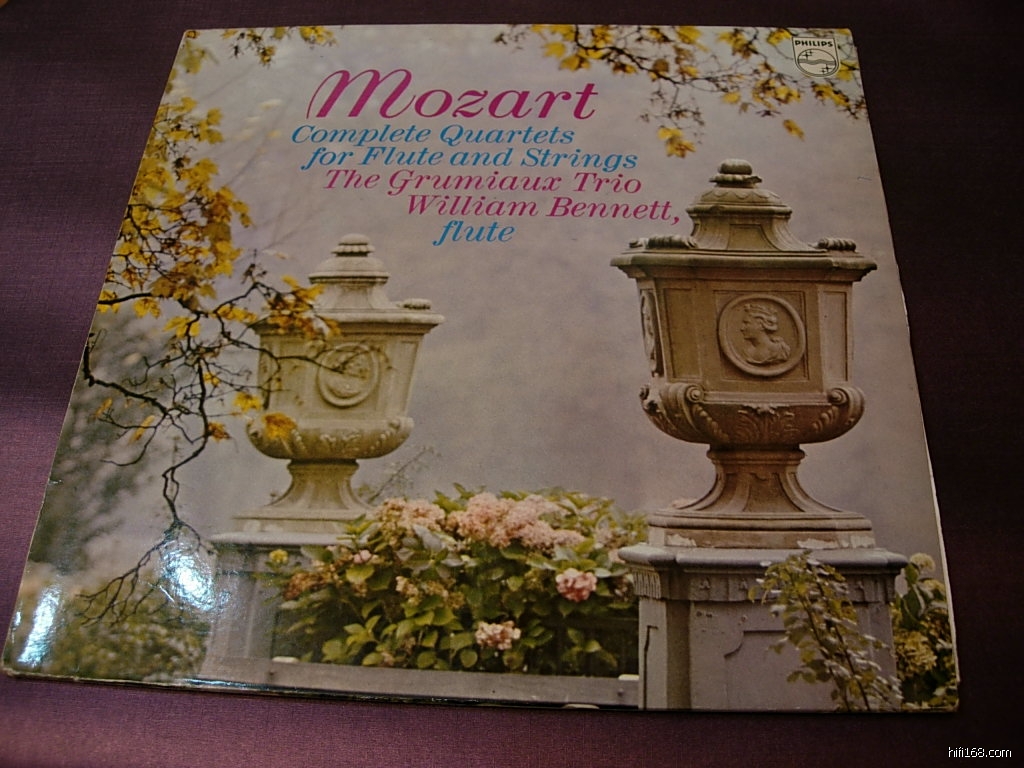 PHILIPS
Mozart
Complete Quartets
for Flute and Strings
The Grumiaux Trio
William Bennett,
flute
hifi168.com